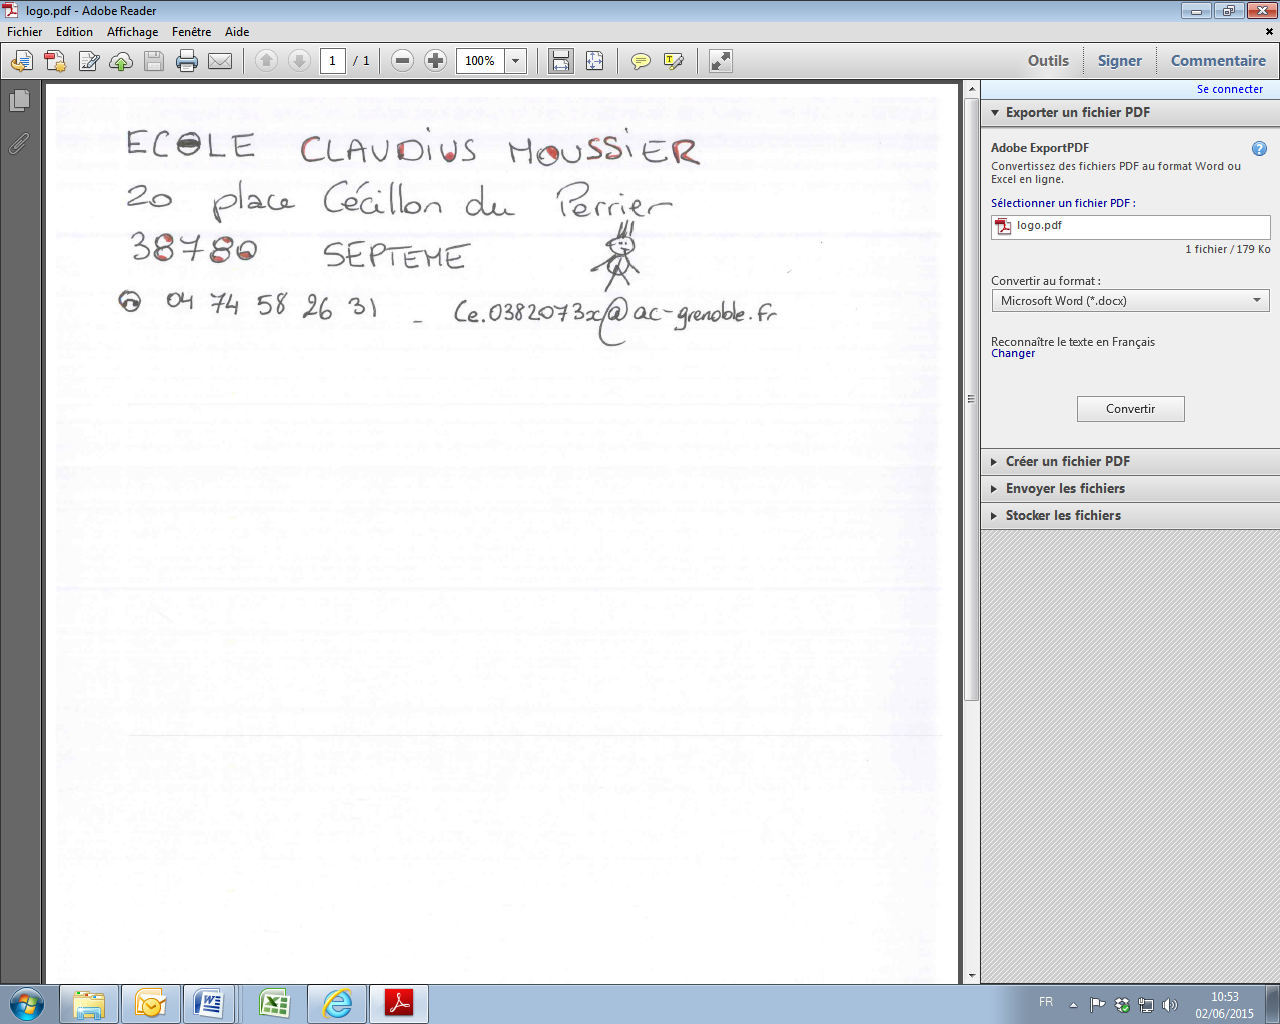 logo.pdf - Adobe Reader
Fichier Edition Affichage Fenêtre Aide
1 / 1 100% Outils Signer Commentaire
Se connecter
Exporter un fichier PDF
Adobe ExportPDF
Convertissez des fichiers PDF au format Word ou
Excel en ligne.
Sélectionner un fichier PDF :
logo.pdf
1 fichier / 179 Ko
Convertir au format :
Microsoft Word (*.docx)
Reconnaître le texte en Français
Changer
Convertir
Créer un fichier PDF
Envoyer les fichiers
Stocker les fichiers
ECOLE CLAUDIUS MOUSSIER
20 place Cécillon du Perrier
38780 SEPTEME
04 74 58 26 31 - Ce.0382073x@ac-grenoble.fr
FR
10:53
02/06/2015